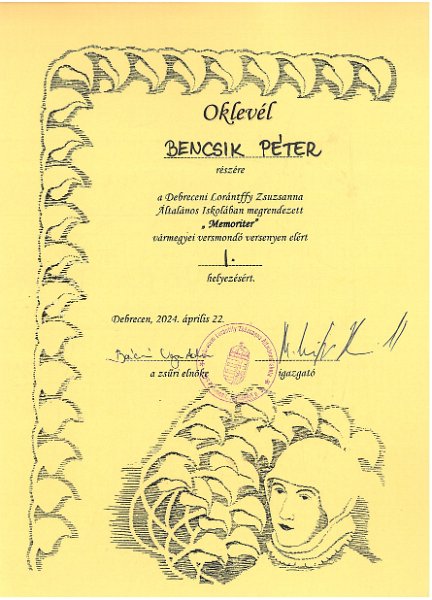 Oklevél
BENCSIK PÉTER
részére
a Debreceni Lorántffy Zsuzsanna
Általános Iskolában megrendezett
„Memoriter”
vármegyei versmondó versenyen elért
1.
helyezésért.
Debrecen, 2024. április 22.
a zsűri elnöke
igazgató